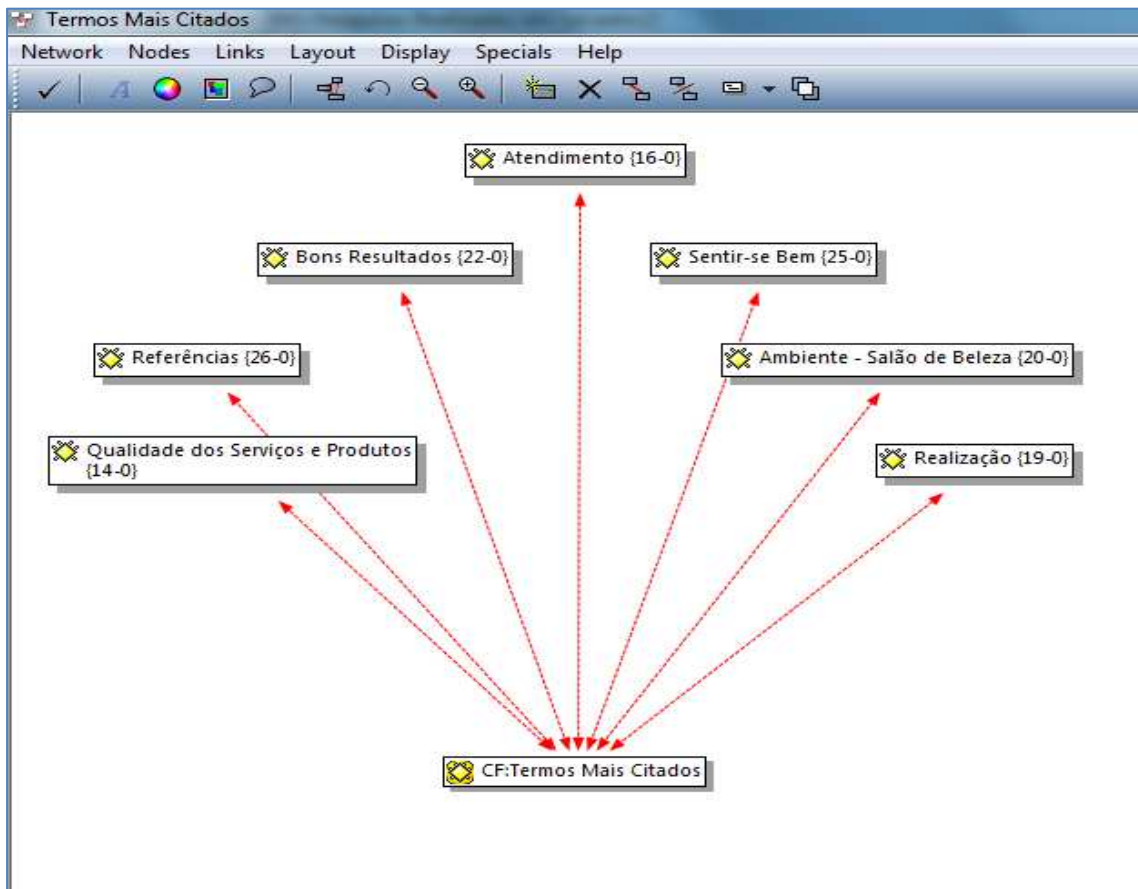 Termos Mais Citados
Network Nodes Links Layout Display Specials Help
Atendimento {16-0}
Bons Resultados {22-0}
Sentir-se Bem {25-0}
Referências {26-0}
Ambiente - Salão de Beleza {20-0}
Qualidade dos Serviços e Produtos
{14-0}
Realização {19-0}
CF:Termos Mais Citados